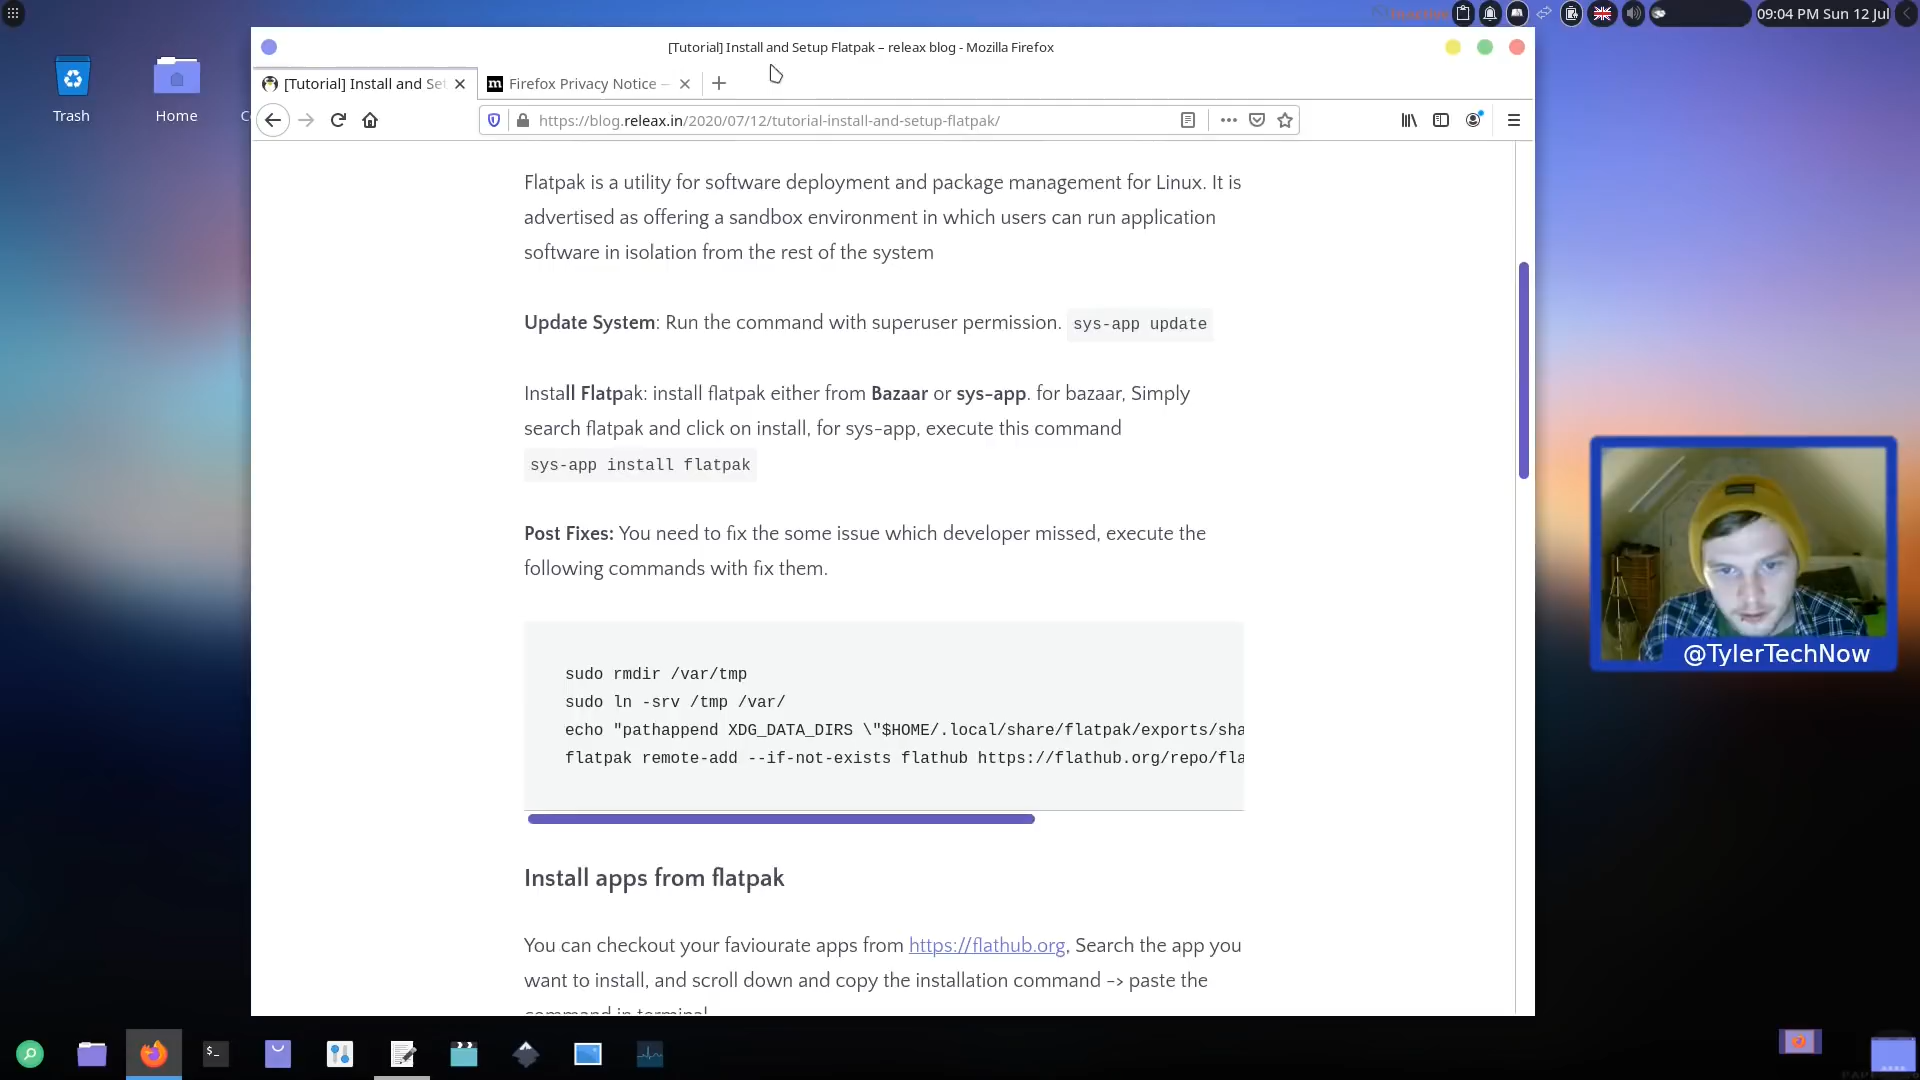 09:04 PM Sun 12 Jul
[Tutorial] Install and Setup Flatpak – releax blog - Mozilla Firefox
Trash
Home
[Tutorial] Install and Set
Firefox Privacy Notice —
https://blog.releax.in/2020/07/12/tutorial-install-and-setup-flatpak/
Flatpak is a utility for software deployment and package management for Linux. It is
advertised as offering a sandbox environment in which users can run application
software in isolation from the rest of the system
Update System: Run the command with superuser permission. sys-app update
Install Flatpak: install flatpak either from Bazaar or sys-app. for bazaar, Simply
search flatpak and click on install, for sys-app, execute this command
sys-app install flatpak
Post Fixes: You need to fix the some issue which developer missed, execute the
following commands with fix them.
sudo rmdir /var/tmp
sudo ln -srv /tmp /var/
echo "pathappend XDG_DATA_DIRS \"$HOME/.local/share/flatpak/exports/sha
flatpak remote-add --if-not-exists flathub https://flathub.org/repo/fla
Install apps from flatpak
You can checkout your faviourate apps from https://flathub.org, Search the app you
want to install, and scroll down and copy the installation command -> paste the
command in terminal
@TylerTechNow